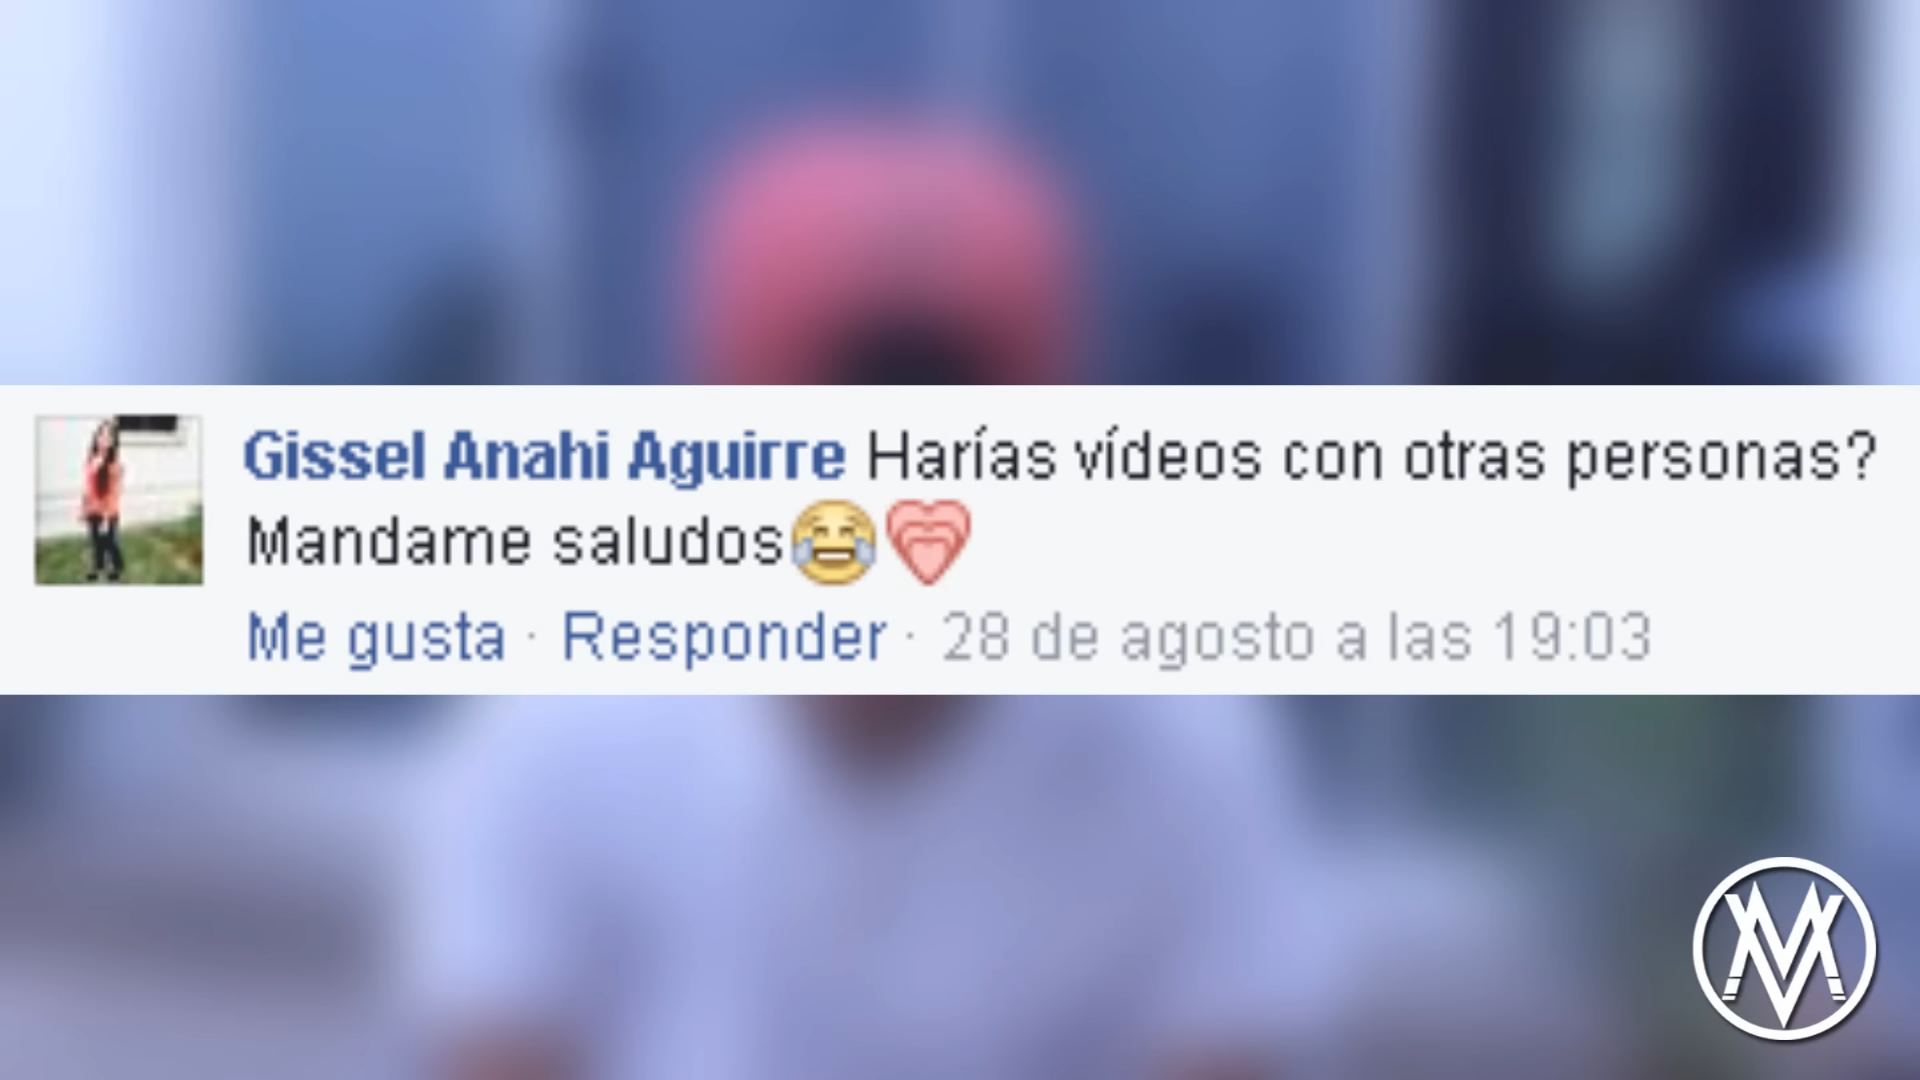 Gissel Anahi Aguirre Harías vídeos con otras personas?
Mandame saludos😂💗
Me gusta · Responder · 28 de agosto a las 19:03